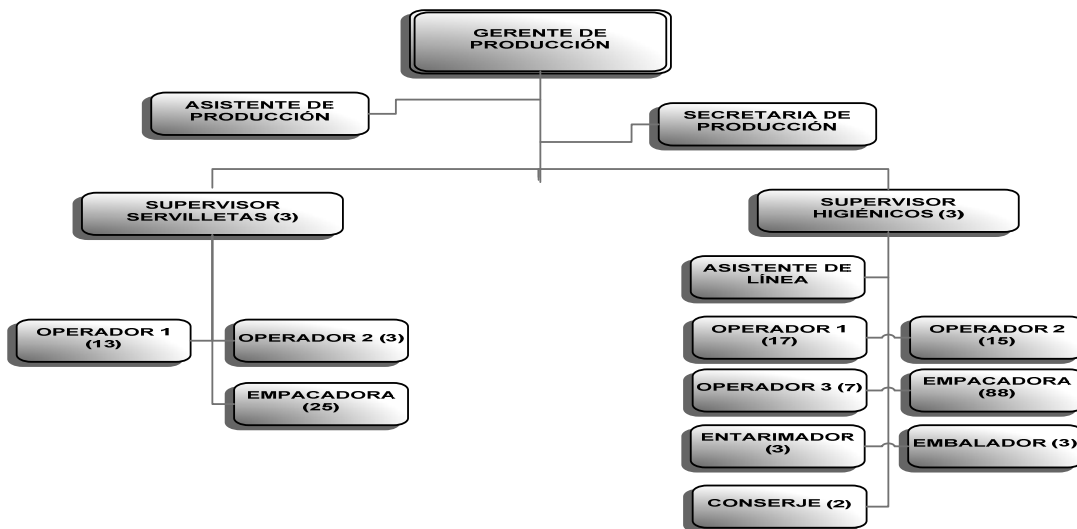 GERENTE DE
PRODUCCIÓN
ASISTENTE DE
PRODUCCIÓN
SECRETARIA DE
PRODUCCIÓN
SUPERVISOR
SERVILLETAS (3)
SUPERVISOR
HIGIÉNICOS (3)
ASISTENTE DE
LÍNEA
OPERADOR 1
(13)
OPERADOR 2 (3)
EMPACADORA
(25)
OPERADOR 1
(17)
OPERADOR 2
(15)
OPERADOR 3 (7)
EMPACADORA
(88)
ENTARIMADOR
(3)
EMBALADOR (3)
CONSERJE (2)